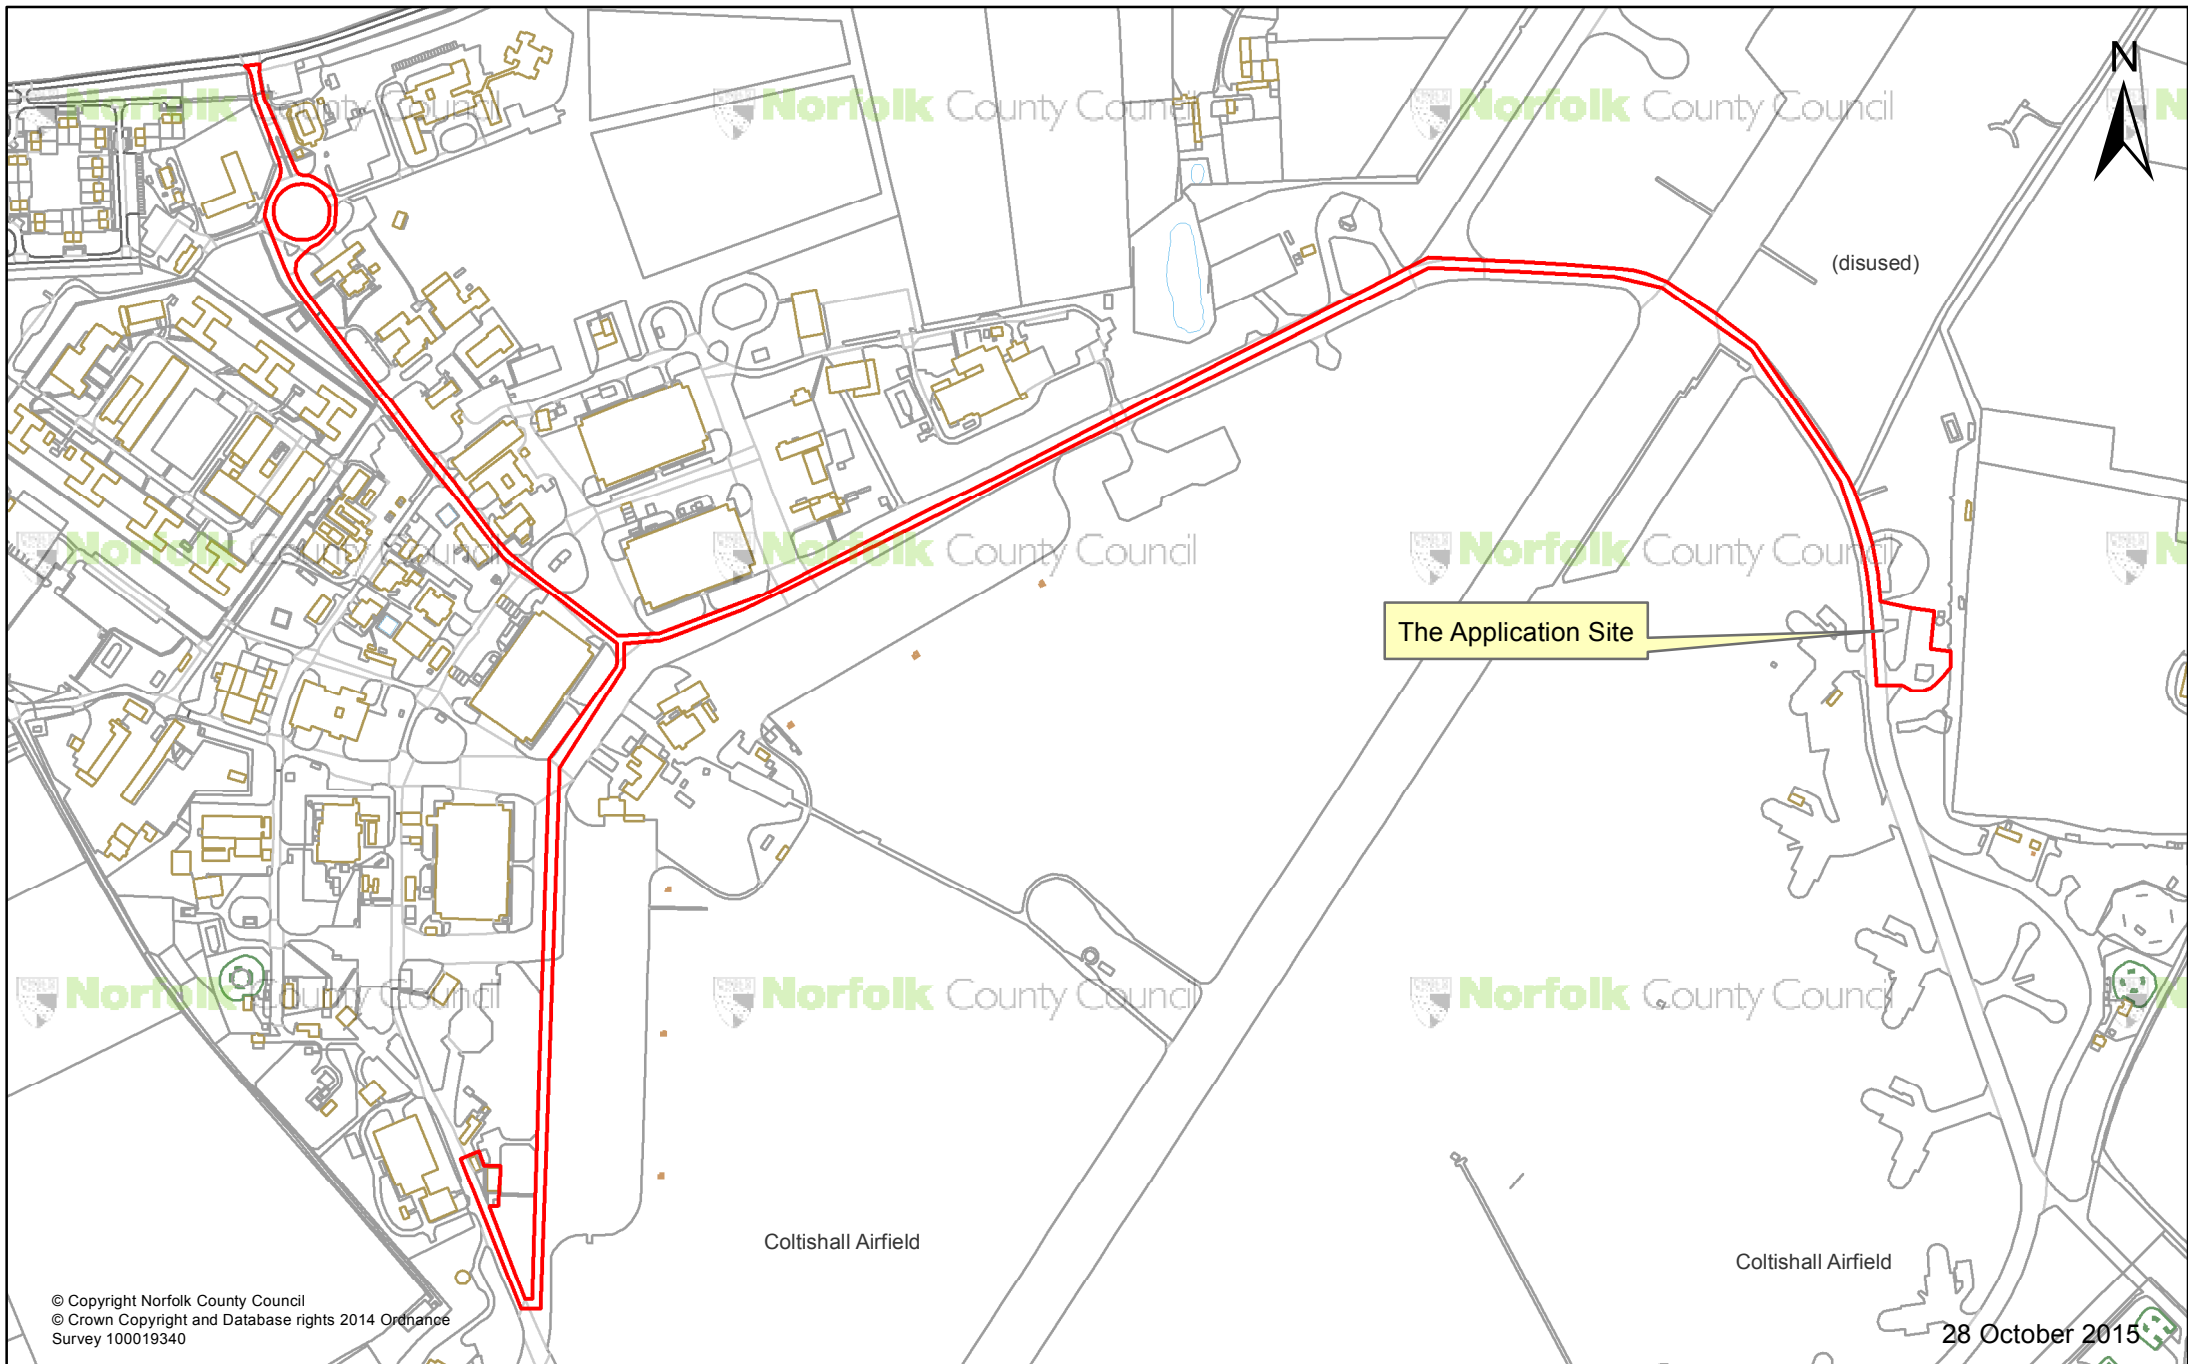 N
Norfolk County Council
Norfolk County Council
Norfolk County Council
N
(disused)
Norfolk County Council
Norfolk County Council
Norfolk County Council
N
The Application Site
Norfolk County Council
Norfolk County Council
Norfolk County Council
N
Coltishall Airfield
Coltishall Airfield
© Copyright Norfolk County Council
© Crown Copyright and Database rights 2014 Ordnance
Survey 100019340
28 October 2015